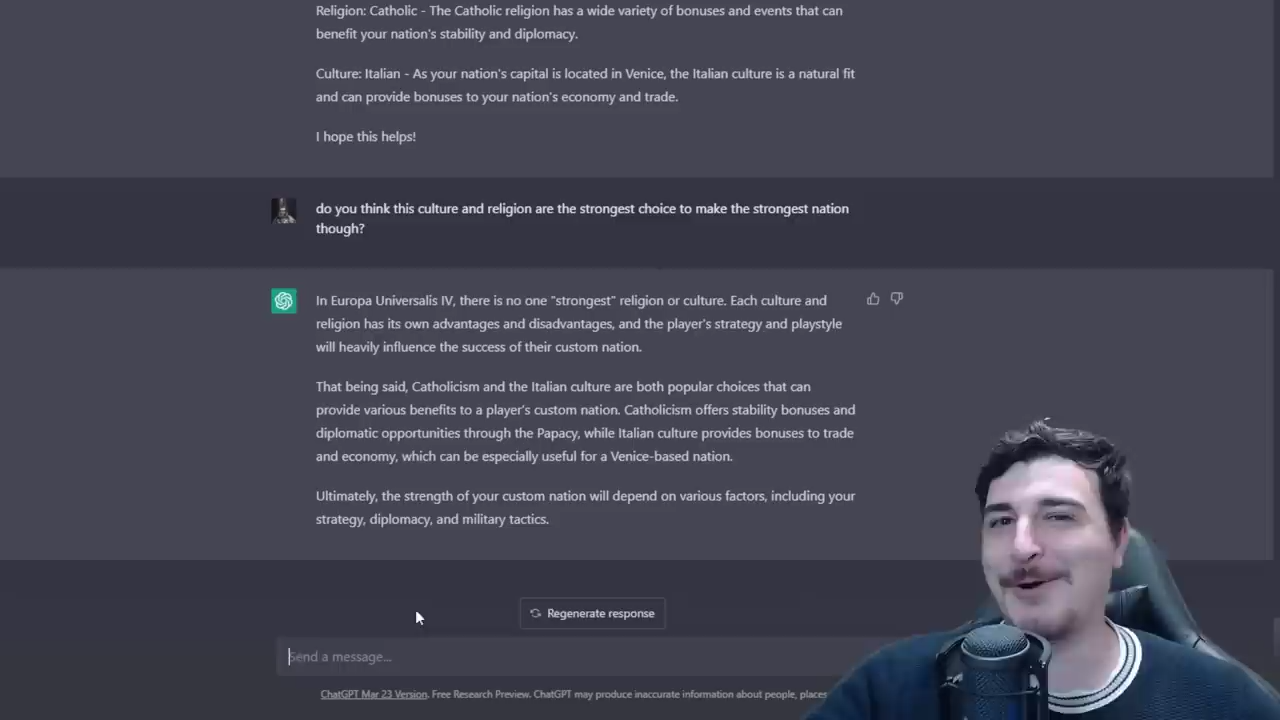 Religion: Catholic - The Catholic religion has a wide variety of bonuses and events that can
benefit your nation's stability and diplomacy.
Culture: Italian - As your nation's capital is located in Venice, the Italian culture is a natural fit
and can provide bonuses to your nation's economy and trade.
I hope this helps!
do you think this culture and religion are the strongest choice to make the strongest nation
though?
In Europa Universalis IV, there is no one "strongest" religion or culture. Each culture and
religion has its own advantages and disadvantages, and the player's strategy and playstyle
will heavily influence the success of their custom nation.
That being said, Catholicism and the Italian culture are both popular choices that can
provide various benefits to a player's custom nation. Catholicism offers stability bonuses and
diplomatic opportunities through the Papacy, while Italian culture provides bonuses to trade
and economy, which can be especially useful for a Venice-based nation.
Ultimately, the strength of your custom nation will depend on various factors, including your
strategy, diplomacy, and military tactics.
Regenerate response
Send a message...
ChatGPT Mar 23 Version. Free Research Preview. ChatGPT may produce inaccurate information about people, places